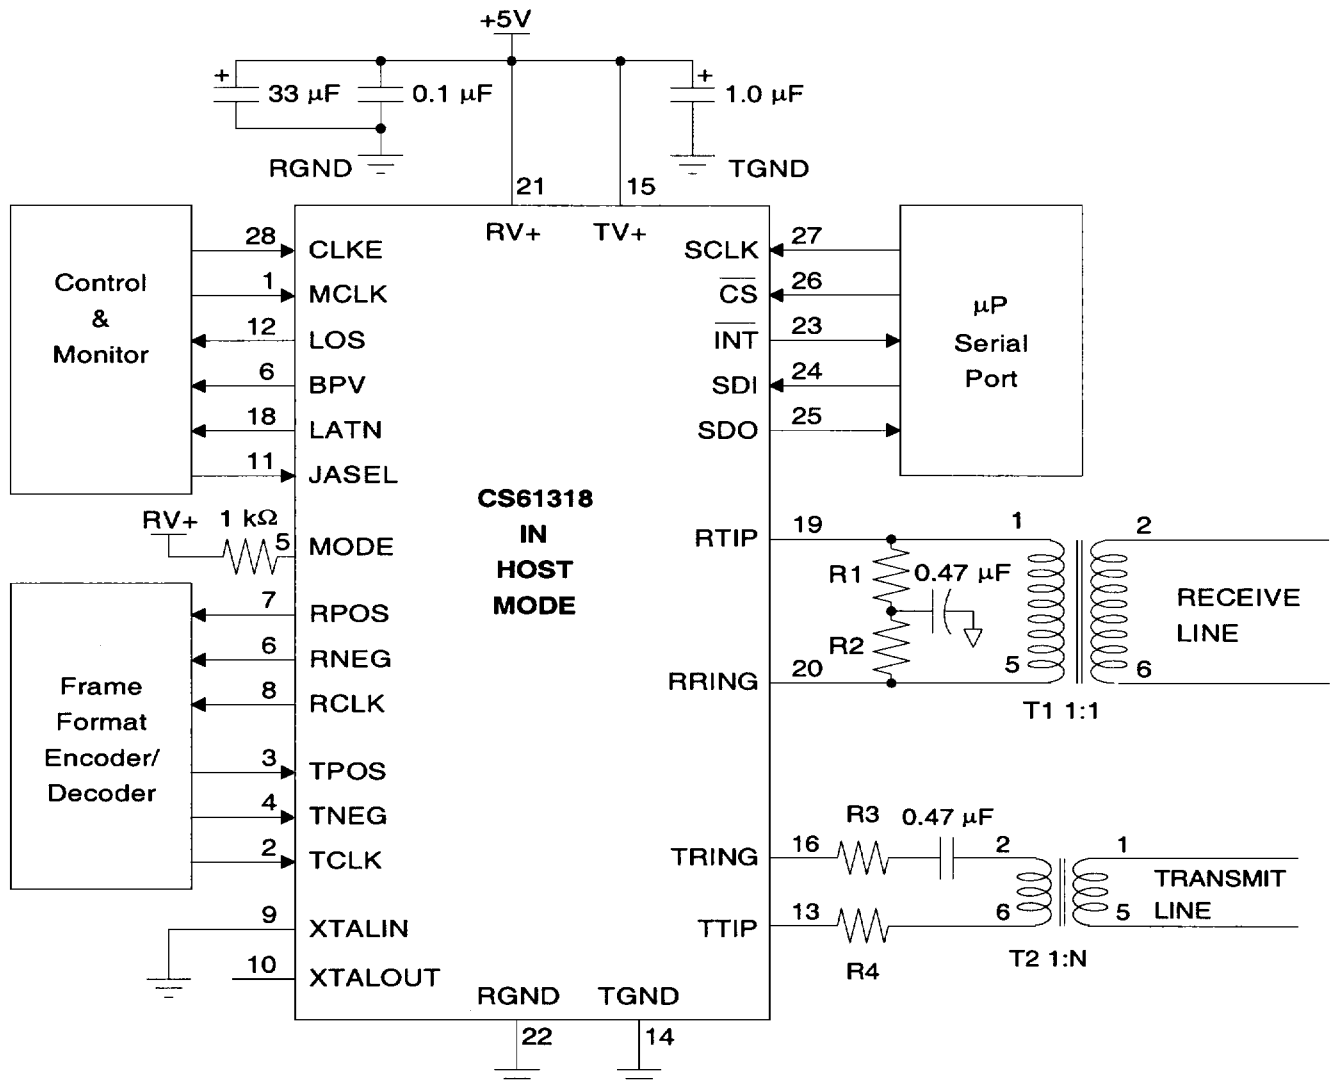 +5V
+
33 µF
0.1 µF
+
1.0 µF
RGND
TGND
21
15
RV+
TV+
Control
&
Monitor
28
CLKE
1
MCLK
12
LOS
6
BPV
18
LATN
11
JASEL
RV+
1 kΩ
5
MODE
Frame
Format
Encoder/
Decoder
7
RPOS
6
RNEG
8
RCLK
3
TPOS
4
TNEG
2
TCLK
9
XTALIN
10
XTALOUT
CS61318
IN
HOST
MODE
RGND
TGND
22
14
SCLK
27
CS
26
INT
23
SDI
24
SDO
25
µP
Serial
Port
RTIP
19
R1
0.47 µF
R2
RRING
20
1
2
5
6
T1 1:1
RECEIVE
LINE
TRING
16
R3
0.47 µF
TTIP
13
R4
2
1
6
5
T2 1:N
TRANSMIT
LINE